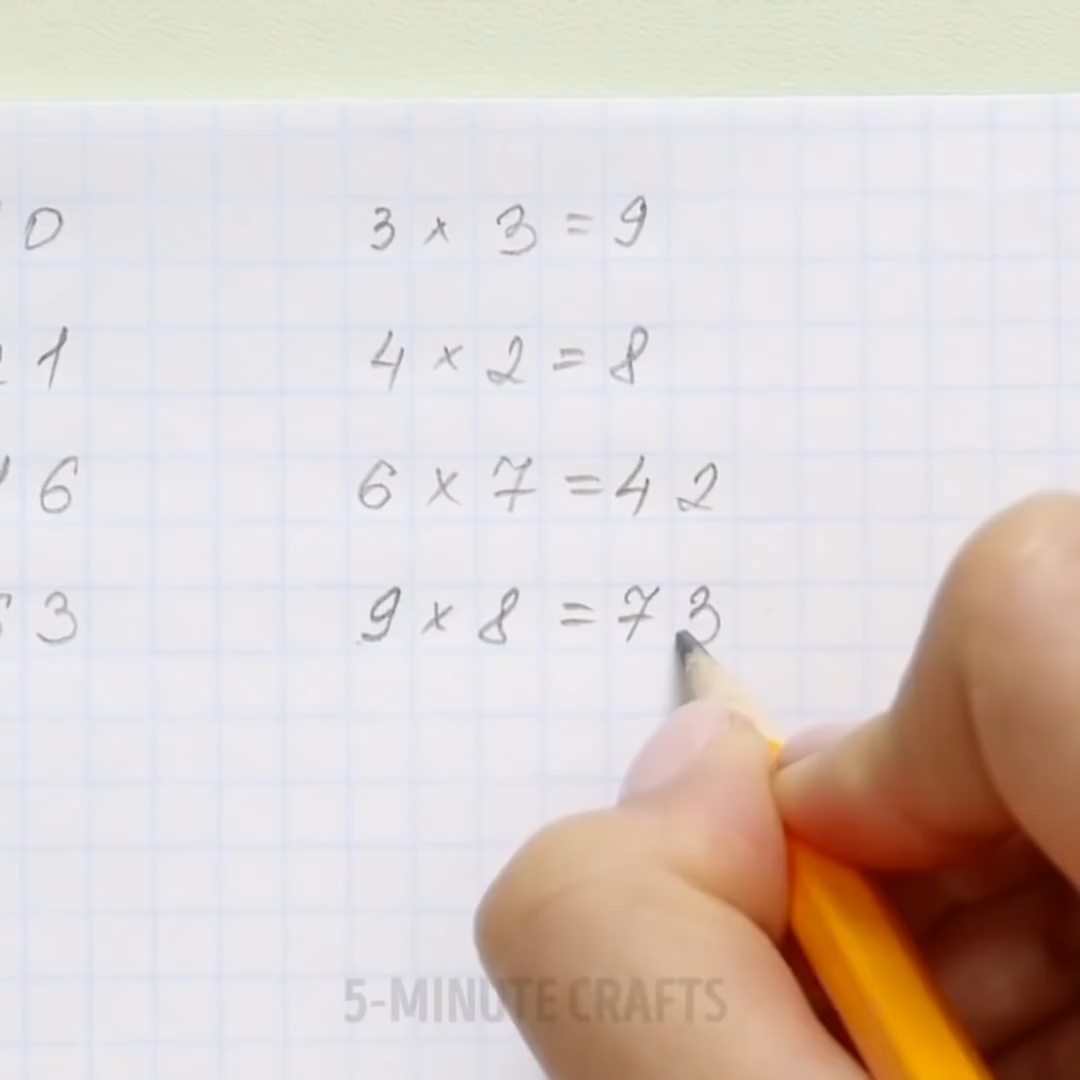 0 3 × 3 = 9
1 4 × 2 = 8
6 6 × 7 = 42
3 9 × 8 = 73
5-MINUTE CRAFTS